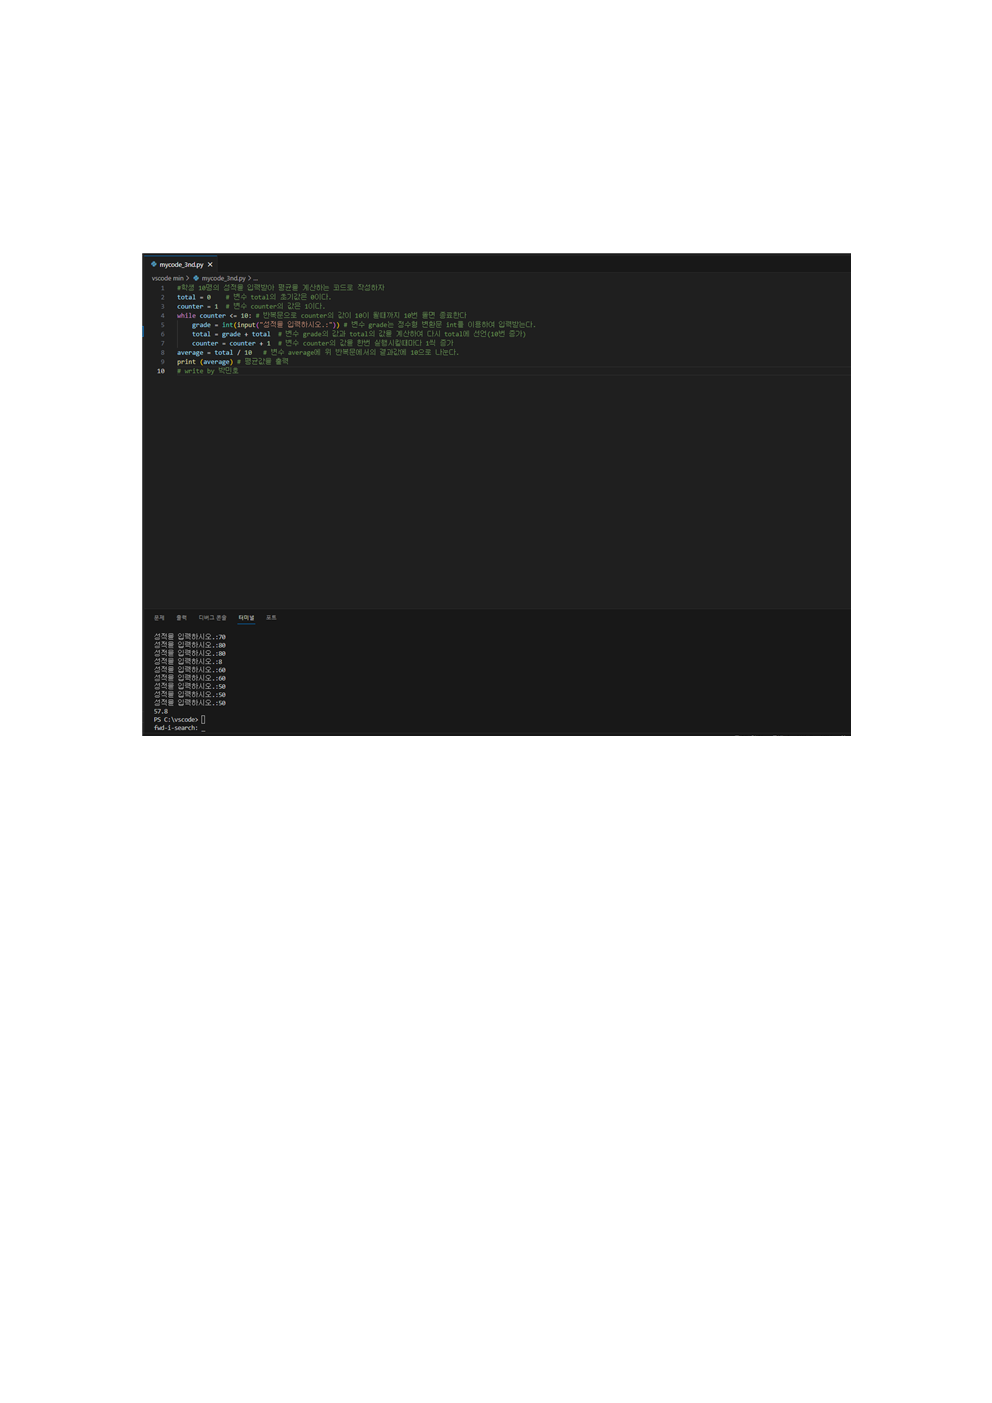 mycode_3nd.py ×
vscode min > mycode_3nd.py > ...
1 #학생 10명의 성적을 입력받아 평균을 계산하는 코드로 작성하자
2 total = 0 # 변수 total의 초기값은 0이다.
3 counter = 1 # 변수 counter의 값은 1이다.
4 while counter <= 10: # 반복문으로 counter의 값이 10이 될때까지 10번 돌면 종료한다
5 grade = int(input("성적을 입력하시오.:")) # 변수 grade는 정수형 변환문 int를 이용하여 입력받는다.
6 total = grade + total # 변수 grade의 값과 total의 값을 계산하여 다시 total에 선언(10번 증가)
7 counter = counter + 1 # 변수 counter의 값을 한번 실행시킬때마다 1씩 증가
8 average = total / 10 # 변수 average에 위 반복문에서의 결과값에 10으로 나눈다.
9 print (average) # 평균값을 출력
10 # write by 박민호
문제 출력 디버그 콘솔 터미널 포트
성적을 입력하시오.:70
성적을 입력하시오.:80
성적을 입력하시오.:80
성적을 입력하시오.:8
성적을 입력하시오.:60
성적을 입력하시오.:60
성적을 입력하시오.:50
성적을 입력하시오.:50
성적을 입력하시오.:50
57.8
PS C:\vscode>
fwd-i-search: _